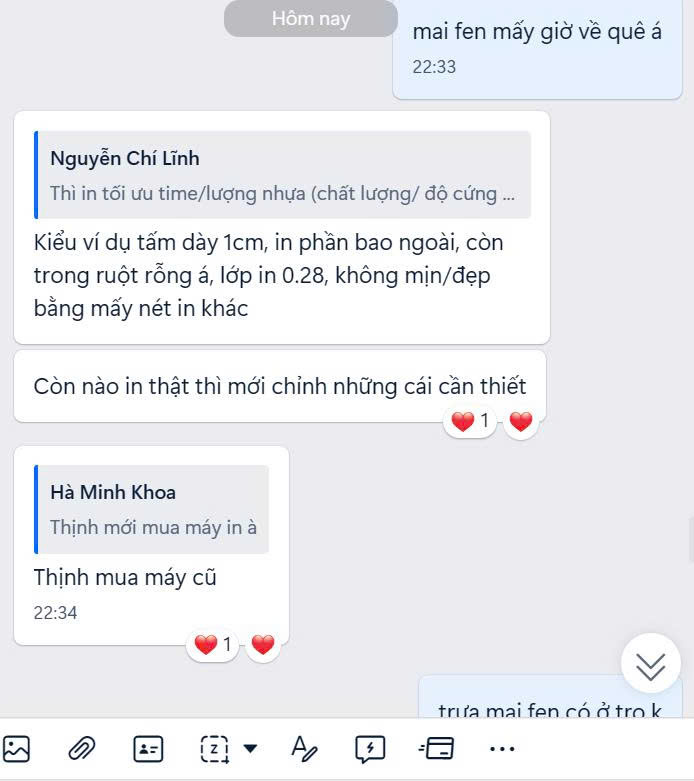 Hôm nay
mai fen mấy giờ về quê á
22:33
Nguyễn Chí Lĩnh
Thì in tối ưu time/lượng nhựa (chất lượng/ độ cứng ...
Kiểu ví dụ tấm dày 1cm, in phần bao ngoài, còn
trong ruột rỗng á, lớp in 0.28, không mịn/đẹp
bằng mấy nét in khác
Còn nào in thật thì mới chỉnh những cái cần thiết
1
Hà Minh Khoa
Thịnh mới mua máy in à
Thịnh mua máy cũ
22:34
1
trưa mai fen có ở trọ k
Z